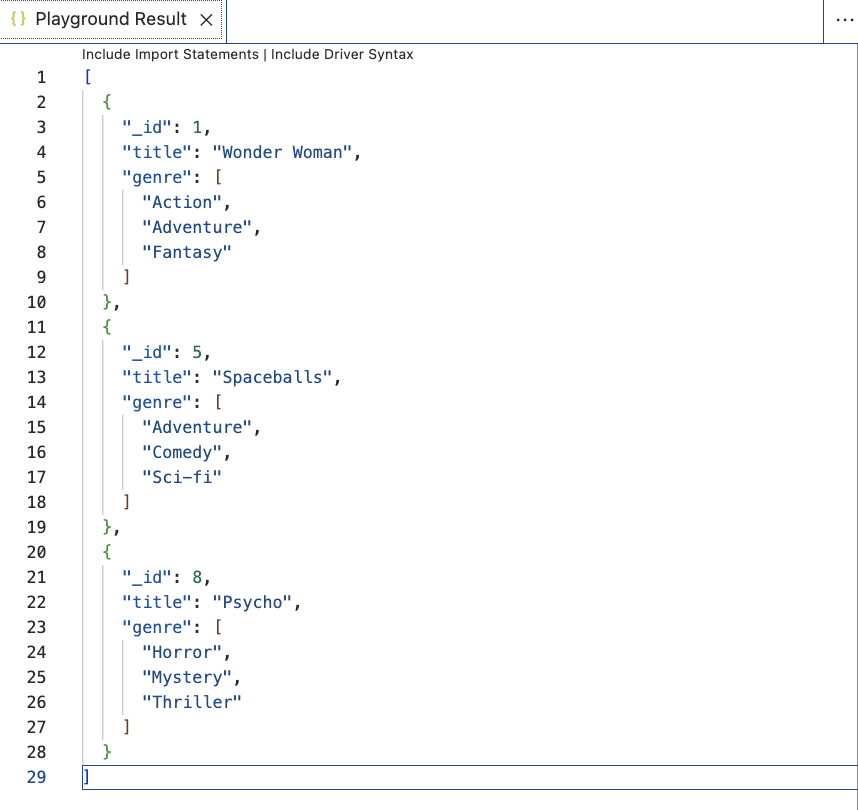 {} Playground Result ×
Include Import Statements | Include Driver Syntax
1 [
2   {
3     "_id": 1,
4     "title": "Wonder Woman",
5     "genre": [
6       "Action",
7       "Adventure",
8       "Fantasy"
9     ]
10   },
11   {
12     "_id": 5,
13     "title": "Spaceballs",
14     "genre": [
15       "Adventure",
16       "Comedy",
17       "Sci-fi"
18     ]
19   },
20   {
21     "_id": 8,
22     "title": "Psycho",
23     "genre": [
24       "Horror",
25       "Mystery",
26       "Thriller"
27     ]
28   }
29 ]